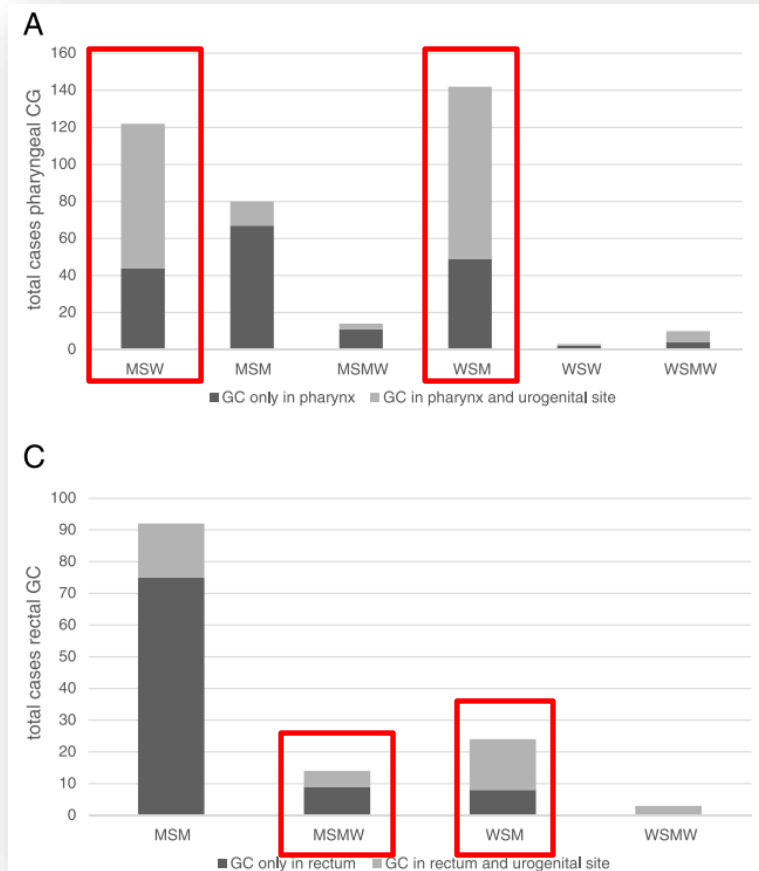 A
total cases pharyngeal CG
160
140
120
100
80
60
40
20
0
MSW MSM MSMW WSM WSW WSMW
GC only in pharynx GC in pharynx and urogenital site
C
total cases rectal GC
100
90
80
70
60
50
40
30
20
10
0
MSM MSMW WSM WSMW
GC only in rectum GC in rectum and urogenital site